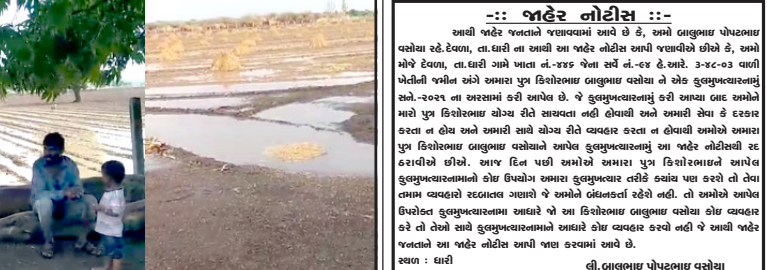 -:: જાહેર નોટીસ ::-
આથી જાહેર જનતાને જણાવવામાં આવે છે કે, અમો બાલુભાઇ પોપટભાઇ
વસોયા રહે.દેવળા, તા.ધારી ના આથી આ જાહેર નોટીસ આપી જણાવીએ છીએ કે, અમો
મોજે દેવળા, તા.ધારી ગામે ખાતા નં.-૪૪૬ જેના સર્વે નં.-૯૪ હે.આરે. ૩-૪૮-૦૩ વાળી
ખેતીની જમીન અંગે અમારા પુત્ર કિશોરભાઇ બાલુભાઇ વસોયા ને એક કુલમુખત્યારનામું
સને.-૨૦૨૧ ના અરસામાં કરી આપેલ છે. જે કુલમુખત્યારનામું કરી આપ્યા બાદ અમોને
મારો પુત્ર કિશોરભાઇ યોગ્ય રીતે સાચવતા નહી હોવાથી અને અમારી સેવા કે દરકાર
કરતા ન હોય અને અમારી સાથે યોગ્ય રીતે વ્યવહાર કરતા ન હોવાથી અમોએ અમારા
પુત્ર કિશોરભાઇ બાલુભાઇ વસોયાને આપેલ કુલમુખત્યારનામું આ જાહેર નોટીસથી રદ
ઠરાવીએ છીએ. આજ દિન પછી અમોએ અમારા પુત્ર કિશોરભાઇને આપેલ
કુલમુખત્યારનામાનો કોઇ ઉપયોગ અમારા કુલમુખત્યાર તરીકે ક્યાંય પણ કરશે તો તેવા
તમામ વ્યવહારો રદબાતલ ગણાશે જે અમોને બંધનકર્તા રહેશે નહી. તો અમોએ આપેલ
ઉપરોક્ત કુલમુખત્યારનામા આધારે જો આ કિશોરભાઇ બાલુભાઇ વસોયા કોઇ વ્યવહાર
કરે તો તેઓ સાથે કુલમુખત્યારનામાને આધારે કોઇ વ્યવહાર કરવો નહી જે આથી જાહેર
જનતાને આ જાહેર નોટીસ આપી જાણ કરવામાં આવે છે.
સ્થળ : ધારી
લી.બાલુભાઇ પોપટભાઇ વસોયા